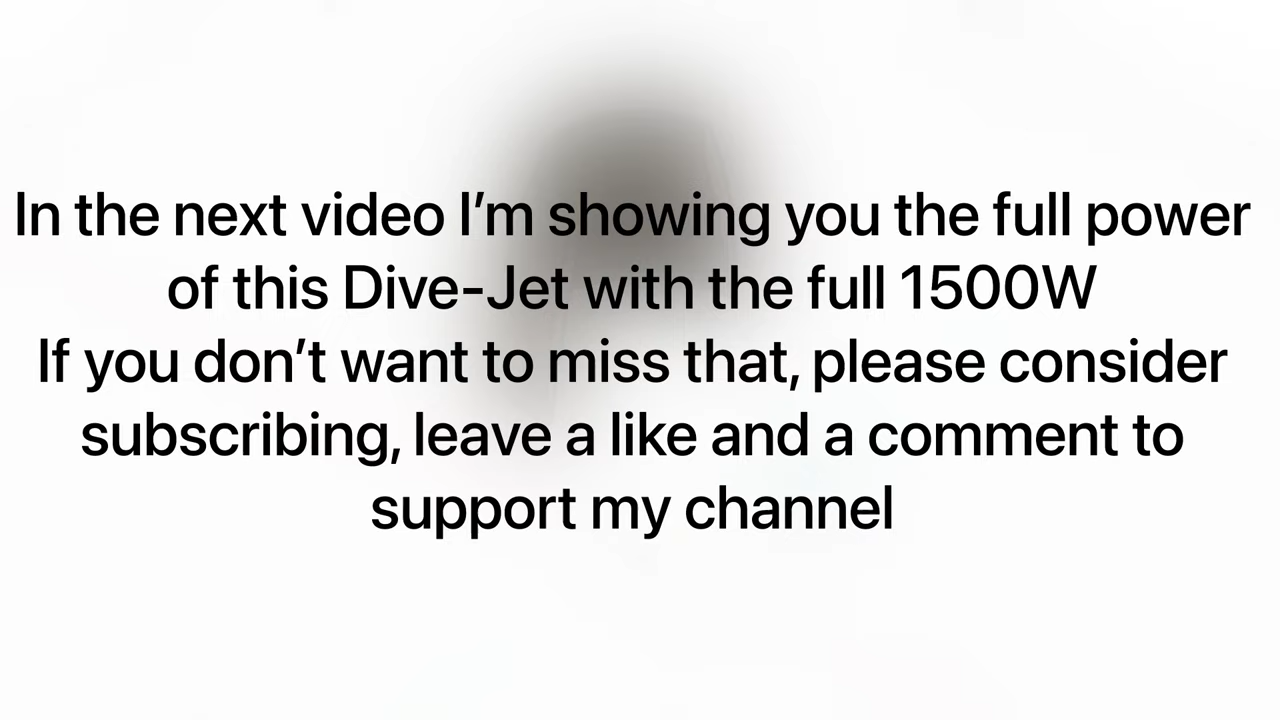 In the next video I’m showing you the full power
of this Dive-Jet with the full 1500W
If you don’t want to miss that, please consider
subscribing, leave a like and a comment to
support my channel